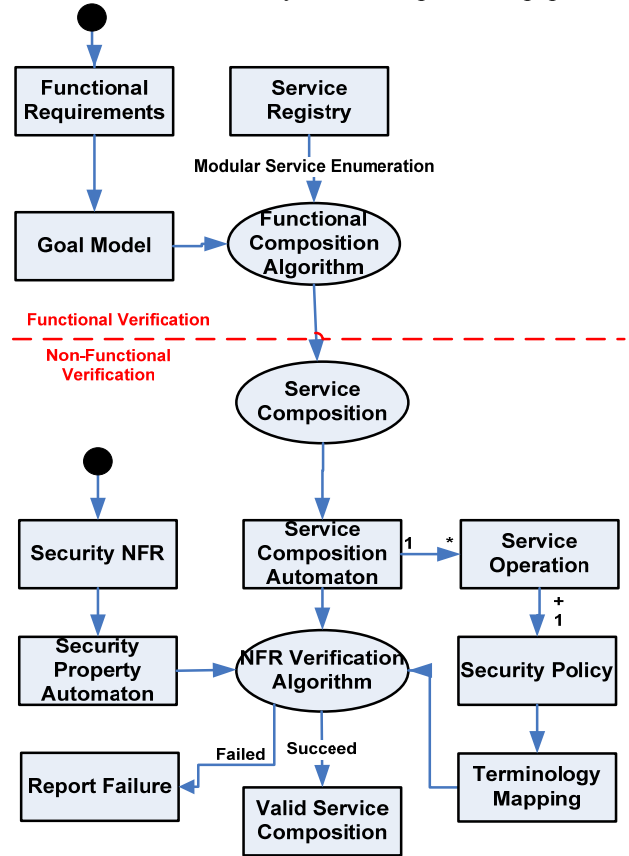 Functional
Requirements
Service
Registry
Modular Service Enumeration
Goal Model
Functional
Composition
Algorithm
Functional Verification
Non-Functional
Verification
Service
Composition
Security NFR
Service
Composition
Automaton
1
*
Service
Operation
+
1
Security
Property
Automaton
NFR Verification
Algorithm
Security Policy
Failed
Succeed
Report Failure
Valid Service
Composition
Terminology
Mapping